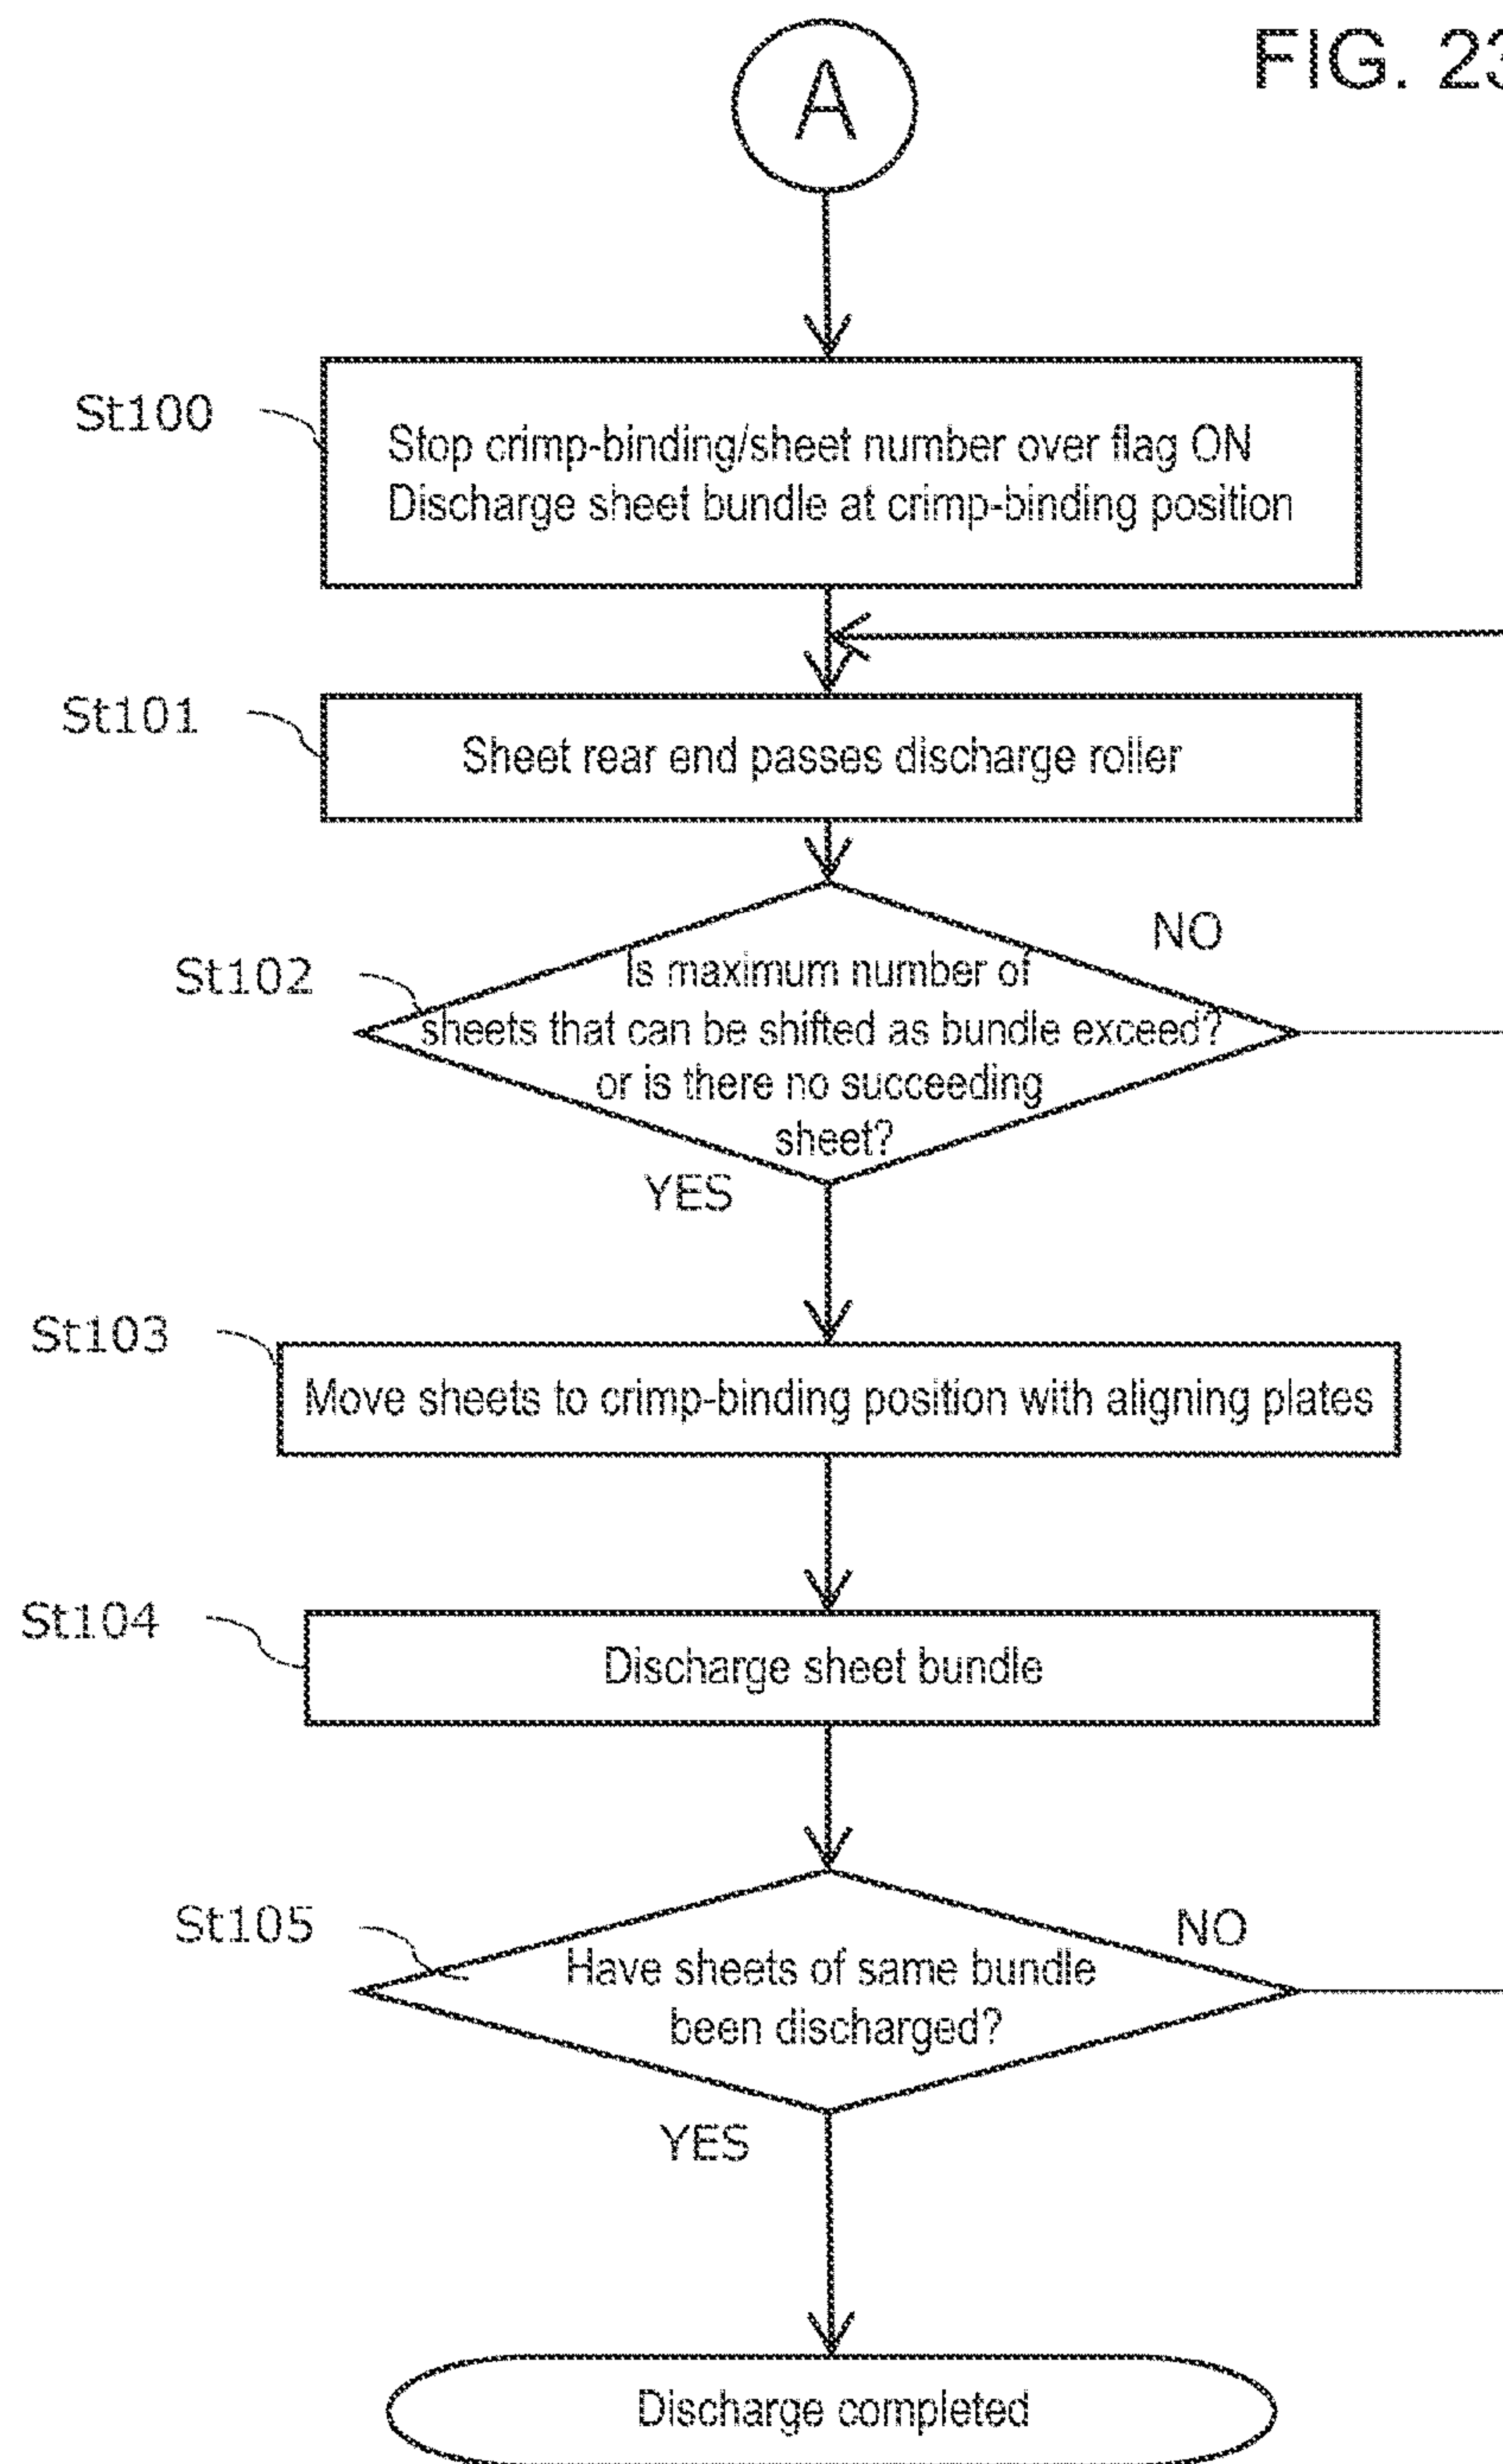 FIG. 23
A
St100
Stop crimp-binding/sheet number over flag ON
Discharge sheet bundle at crimp-binding position
St101
Sheet rear end passes discharge roller
NO
St102
Is maximum number of
sheets that can be shifted as bundle exceed?
or is there no succeeding
sheet?
YES
St103
Move sheets to crimp-binding position with aligning plates
St104
Discharge sheet bundle
St105
NO
Have sheets of same bundle
been discharged?
YES
Discharge completed